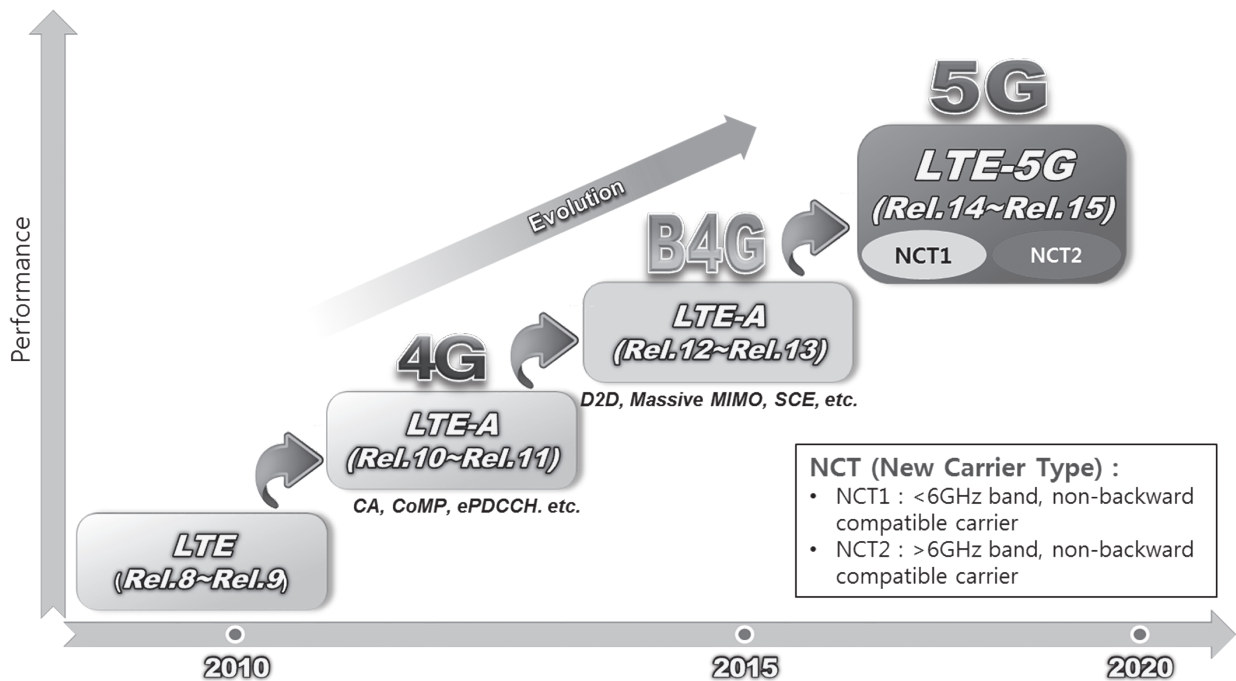 Performance
5G
LTE-5G
(Rel.14~Rel.15)
NCT1
NCT2
Evolution
B4G
LTE-A
(Rel.12~Rel.13)
D2D, Massive MIMO, SCE, etc.
4G
LTE-A
(Rel.10~Rel.11)
CA, CoMP, ePDCCH. etc.
LTE
(Rel.8~Rel.9)
NCT (New Carrier Type) :
• NCT1 : <6GHz band, non-backward
compatible carrier
• NCT2 : >6GHz band, non-backward
compatible carrier
2010
2015
2020